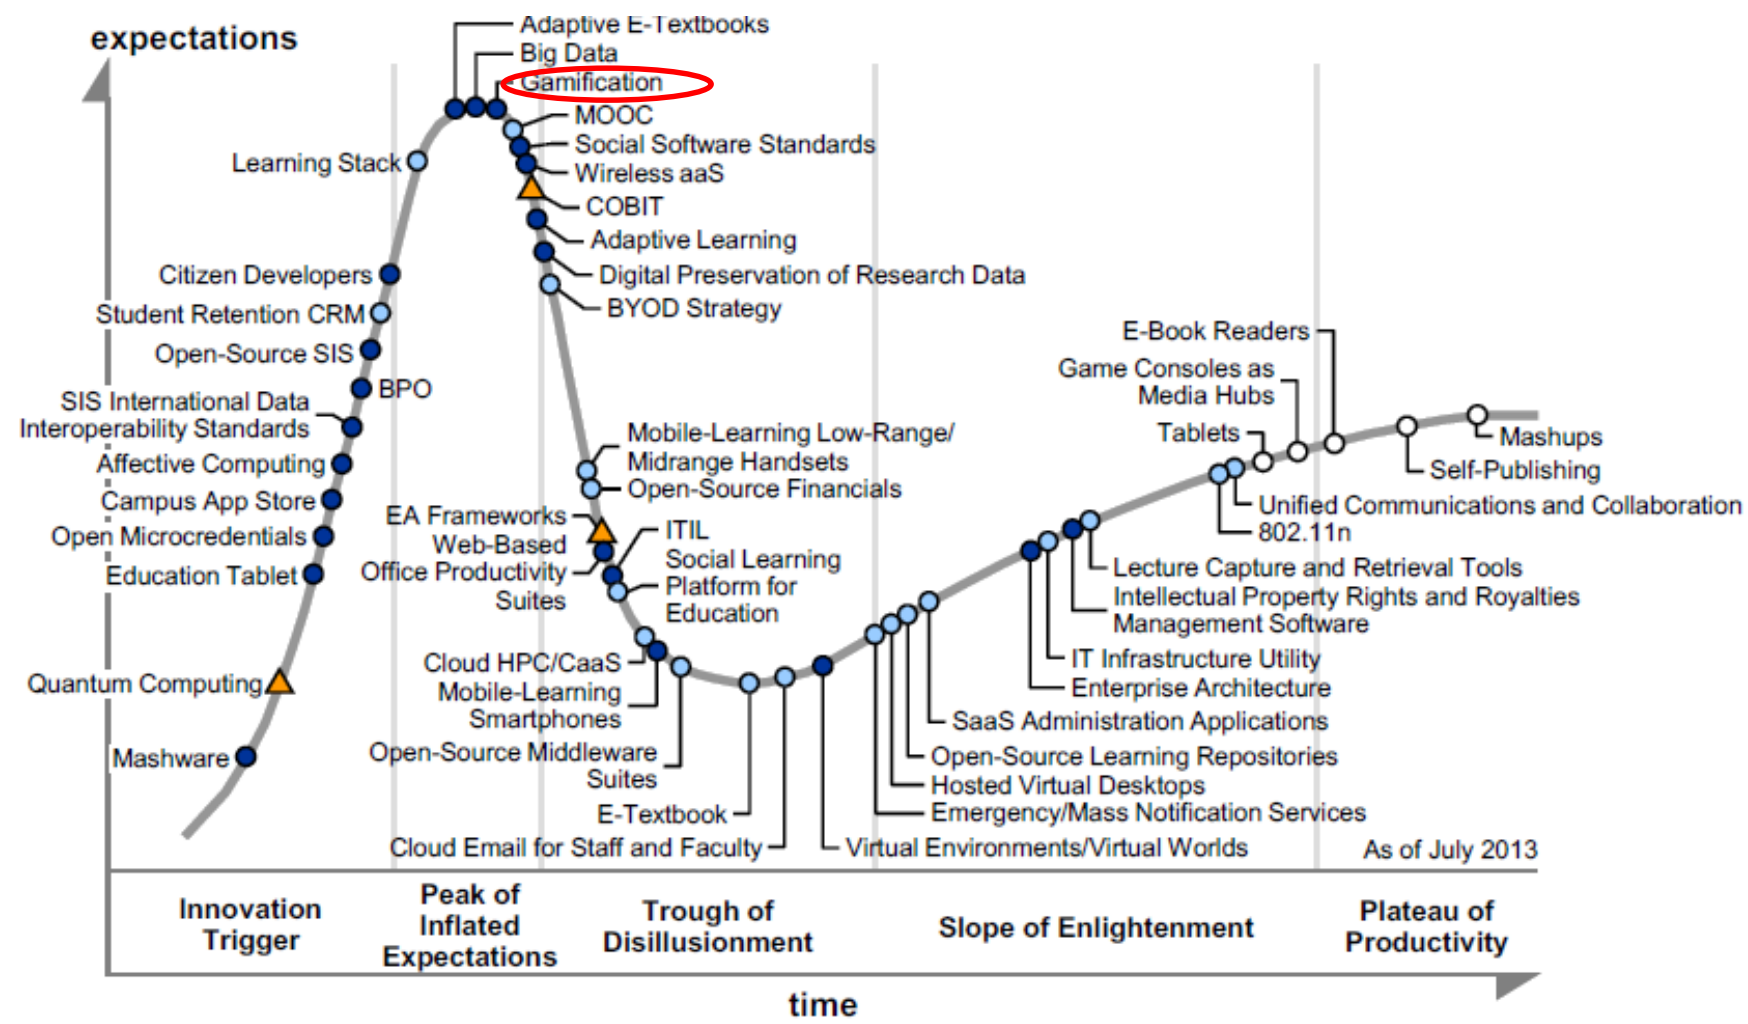 expectations
Adaptive E-Textbooks
Big Data
Gamification
MOOC
Social Software Standards
Wireless aaS
COBIT
Adaptive Learning
Digital Preservation of Research Data
BYOD Strategy
Learning Stack
Citizen Developers
Student Retention CRM
Open-Source SIS
BPO
SIS International Data
Interoperability Standards
Affective Computing
Campus App Store
Open Microcredentials
Education Tablet
Quantum Computing
Mashware
Mobile-Learning Low-Range/
Midrange Handsets
Open-Source Financials
EA Frameworks
Web-Based
Office Productivity
Suites
ITIL
Social Learning
Platform for
Education
Cloud HPC/CaaS
Mobile-Learning
Smartphones
Open-Source Middleware
Suites
E-Textbook
Cloud Email for Staff and Faculty
Virtual Environments/Virtual Worlds
E-Book Readers
Game Consoles as
Media Hubs
Tablets
Mashups
Self-Publishing
Unified Communications and Collaboration
802.11n
Lecture Capture and Retrieval Tools
Intellectual Property Rights and Royalties
Management Software
IT Infrastructure Utility
Enterprise Architecture
SaaS Administration Applications
Open-Source Learning Repositories
Hosted Virtual Desktops
Emergency/Mass Notification Services
As of July 2013
Innovation
Trigger
Peak of
Inflated
Expectations
Trough of
Disillusionment
Slope of Enlightenment
Plateau of
Productivity
time